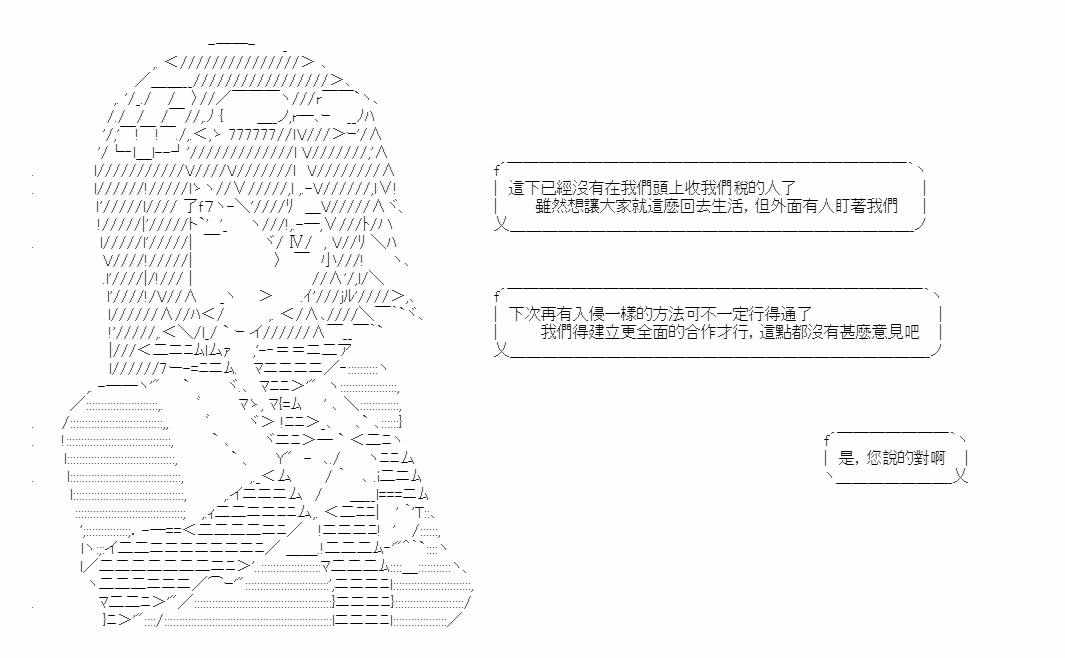 這下已經沒有在我們頭上收我們稅的人了
雖然想讓大家就這麼回去生活，但外面有人盯著我們
下次再有入侵一樣的方法可不一定行得通了
我們得建立更全面的合作才行，這點都沒有甚麼意見吧
是，您說的對啊